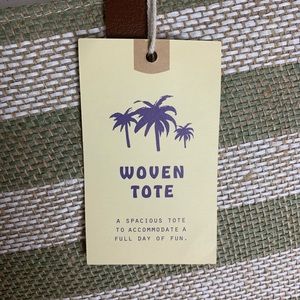 WOVEN
TOTE
A SPACIOUS TOTE
TO ACCOMMODATE A
FULL DAY OF FUN.